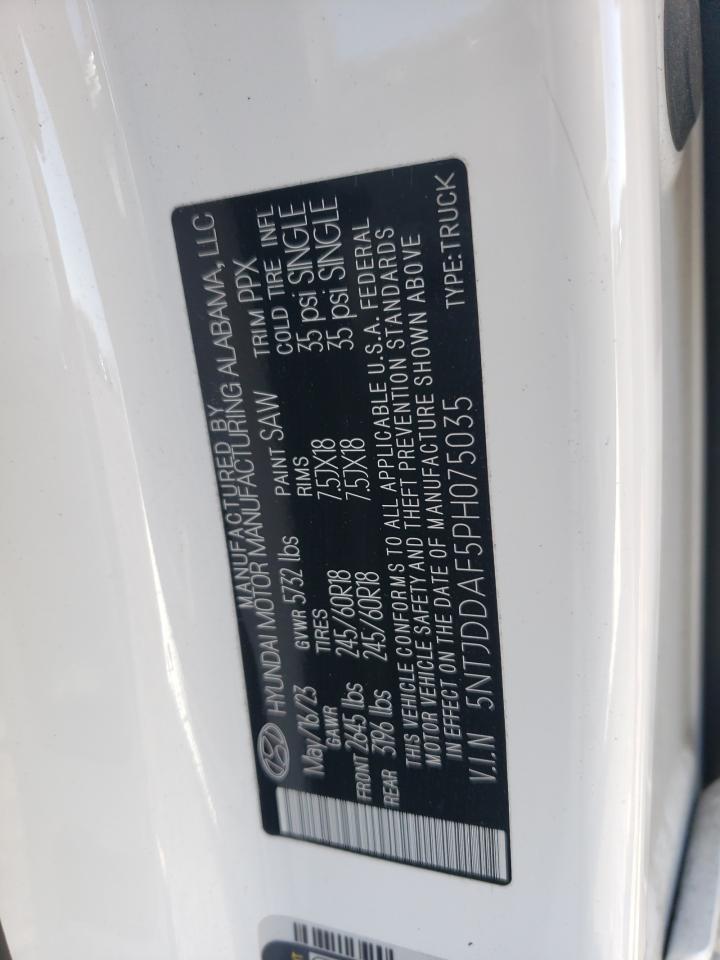 MANUFACTURED BY
HYUNDAI MOTOR MANUFACTURING ALABAMA, LLC
May/16/23 GVWR 5732 lbs PAINT SAW TRIM PPX
GAWR TIRES RIMS COLD TIRE INFL
FRONT 2645 lbs 245/60R18 7.5JX18 35 psi SINGLE
REAR 3196 lbs 245/60R18 7.5JX18 35 psi SINGLE
THIS VEHICLE CONFORMS TO ALL APPLICABLE U.S.A. FEDERAL
MOTOR VEHICLE SAFETY AND THEFT PREVENTION STANDARDS
IN EFFECT ON THE DATE OF MANUFACTURE SHOWN ABOVE
V.I.N 5NTJDDAF5PH075035 TYPE:TRUCK